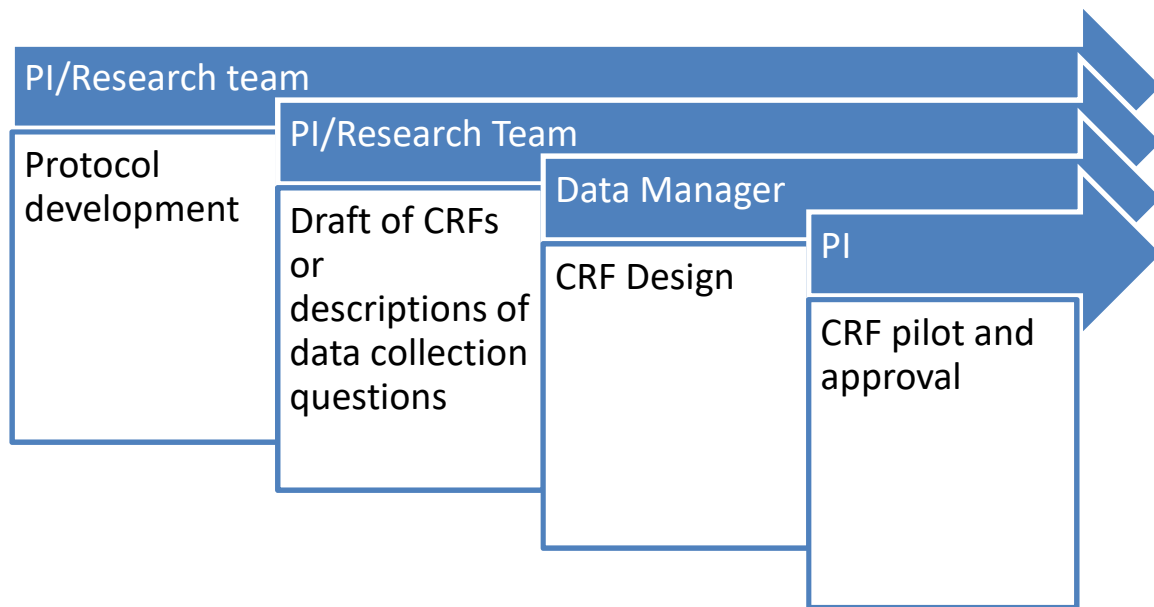 PI/Research team
Protocol
development
PI/Research Team
Draft of CRFs
or
descriptions of
data collection
questions
Data Manager
CRF Design
PI
CRF pilot and
approval